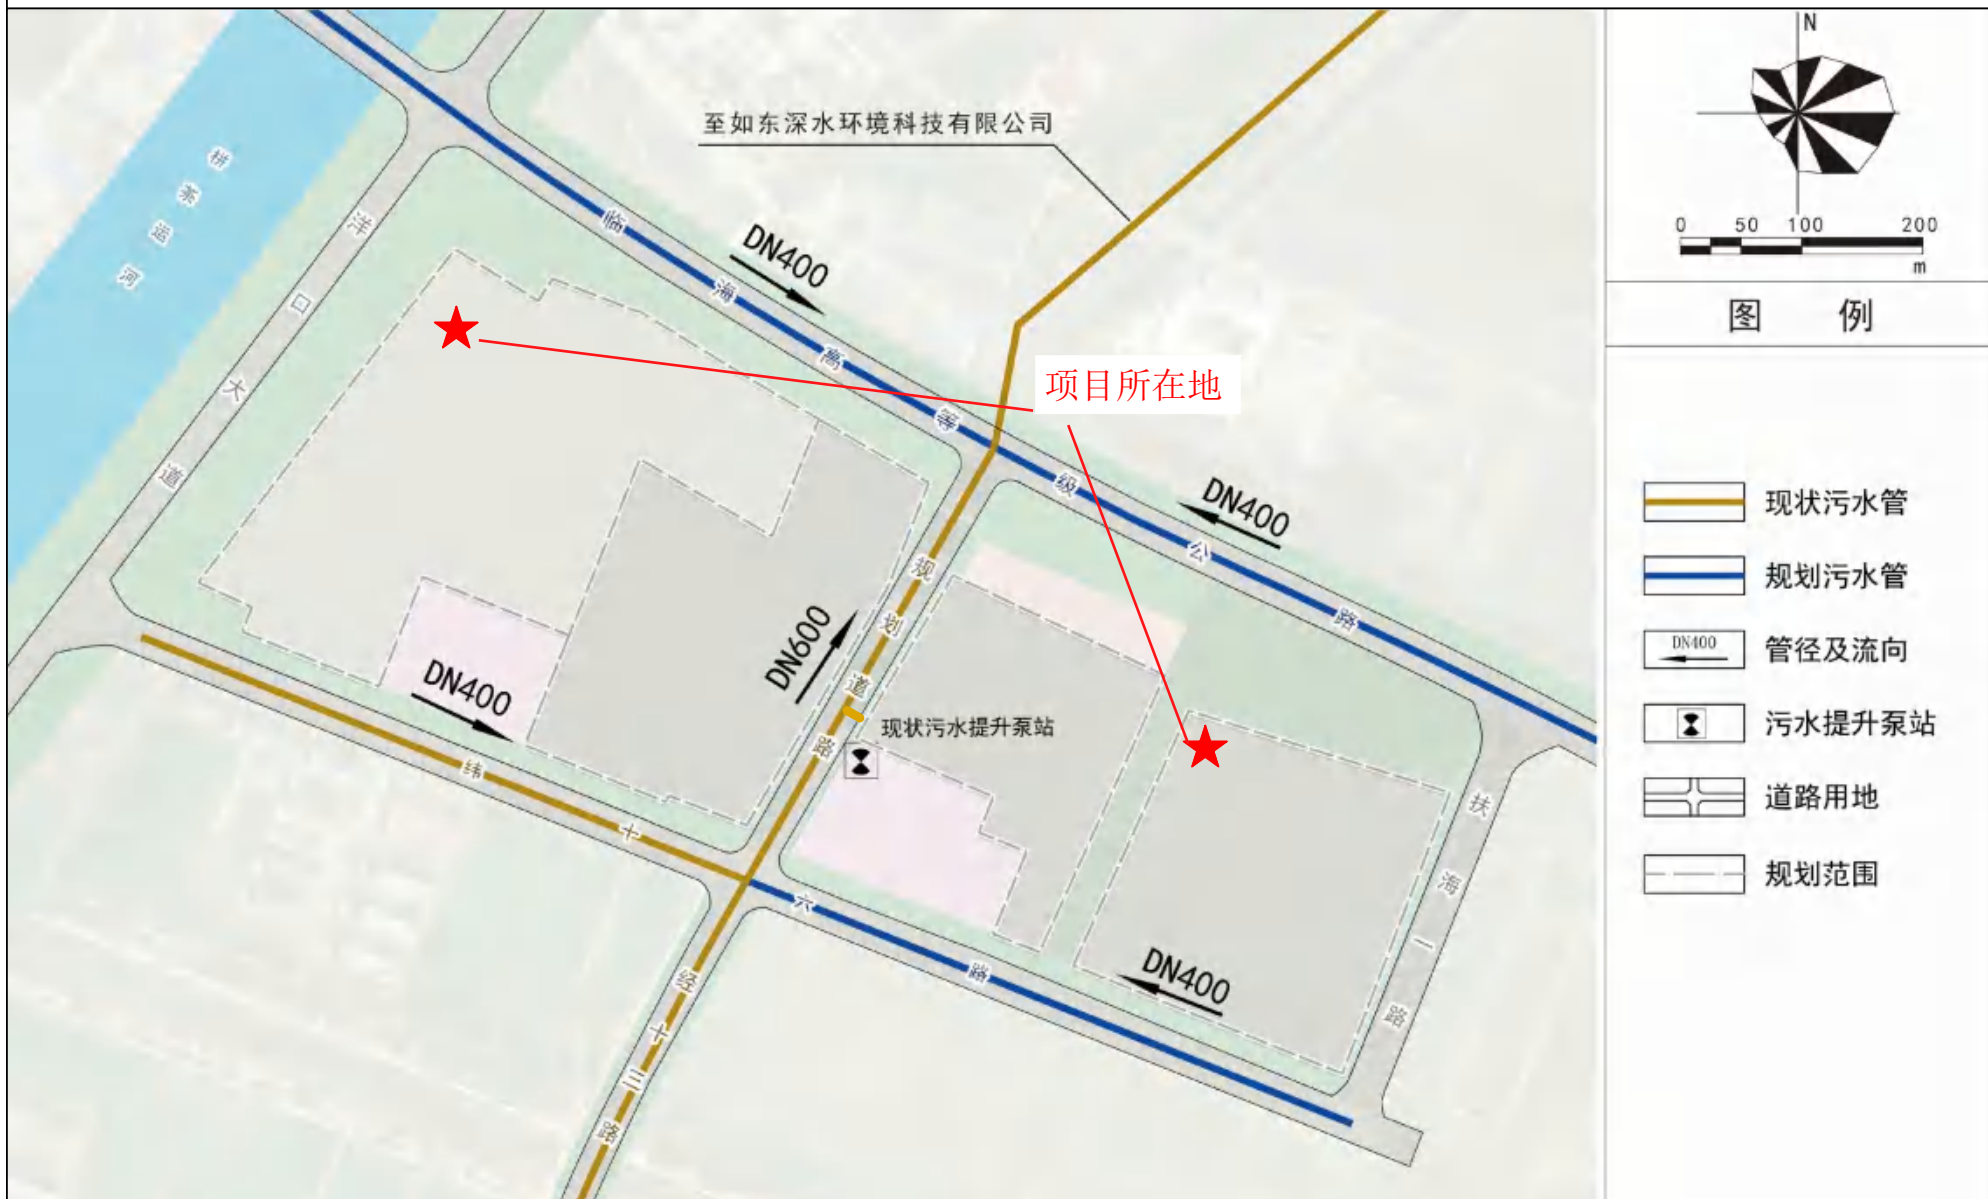 N
0 50 100 200
m
图 例
现状污水管
规划污水管
DN400
管径及流向
污水提升泵站
道路用地
规划范围
至如东深水环境科技有限公司
栟茶运河
洋口大道
临海高等级公路
DN400
项目所在地
DN400
规划道路
DN600
现状污水提升泵站
DN400
纬十六路
DN400
扶海一路
经十三路